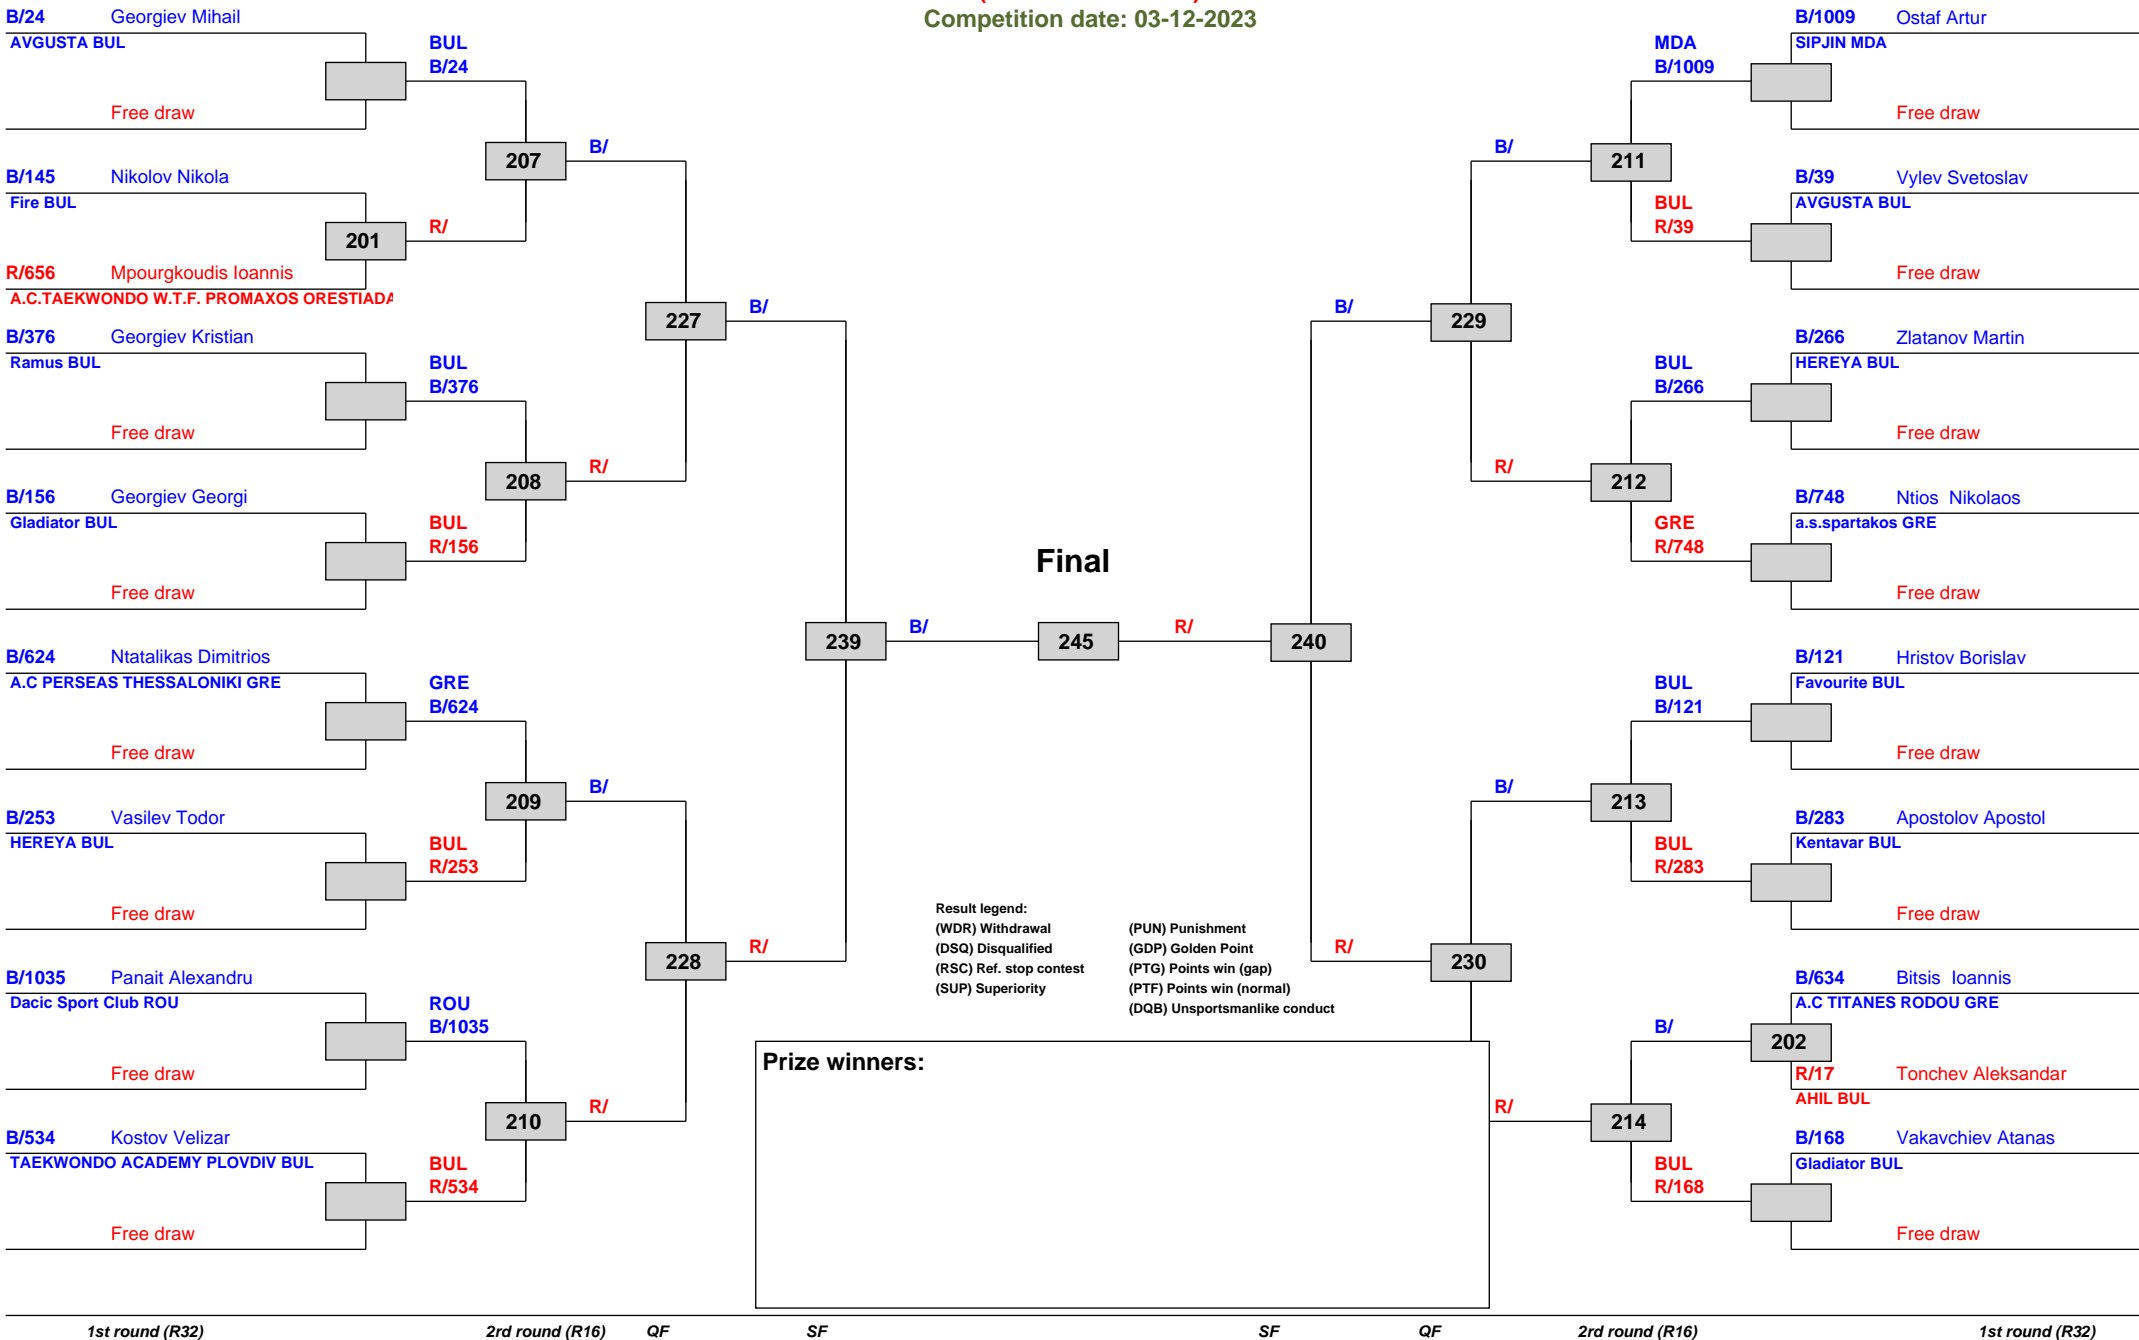 Competition date: 03-12-2023
B/24 Georgiev Mihail
AVGUSTA BUL
Free draw
BUL
B/24
B/145 Nikolov Nikola
Fire BUL
201
R/656 Mpourgkoudis Ioannis
A.C.TAEKWONDO W.T.F. PROMAXOS ORESTIADA
R/
207
B/
B/376 Georgiev Kristian
Ramus BUL
Free draw
BUL
B/376
B/156 Georgiev Georgi
Gladiator BUL
Free draw
BUL
R/156
208
R/
227
B/
B/624 Ntatalikas Dimitrios
A.C PERSEAS THESSALONIKI GRE
Free draw
GRE
B/624
B/253 Vasilev Todor
HEREYA BUL
Free draw
BUL
R/253
209
B/
B/1035 Panait Alexandru
Dacic Sport Club ROU
Free draw
ROU
B/1035
B/534 Kostov Velizar
TAEKWONDO ACADEMY PLOVDIV BUL
Free draw
BUL
R/534
210
R/
228
R/
239
B/
Final
245
R/
240
B/1009 Ostaf Artur
SIPJIN MDA
Free draw
MDA
B/1009
B/39 Vylev Svetoslav
AVGUSTA BUL
Free draw
BUL
R/39
211
B/
B/266 Zlatanov Martin
HEREYA BUL
Free draw
BUL
B/266
B/748 Ntios Nikolaos
a.s.spartakos GRE
Free draw
GRE
R/748
212
R/
229
B/
B/121 Hristov Borislav
Favourite BUL
Free draw
BUL
B/121
B/283 Apostolov Apostol
Kentavar BUL
Free draw
BUL
R/283
213
B/
B/634 Bitsis Ioannis
A.C TITANES RODOU GRE
202
R/17 Tonchev Aleksandar
AHIL BUL
B/
B/168 Vakavchiev Atanas
Gladiator BUL
Free draw
BUL
R/168
214
R/
230
R/
Result legend:
(WDR) Withdrawal (PUN) Punishment
(DSQ) Disqualified (GDP) Golden Point
(RSC) Ref. stop contest (PTG) Points win (gap)
(SUP) Superiority (PTF) Points win (normal)
(DQB) Unsportsmanlike conduct
Prize winners:
1st round (R32) 2rd round (R16) QF SF SF QF 2rd round (R16) 1st round (R32)